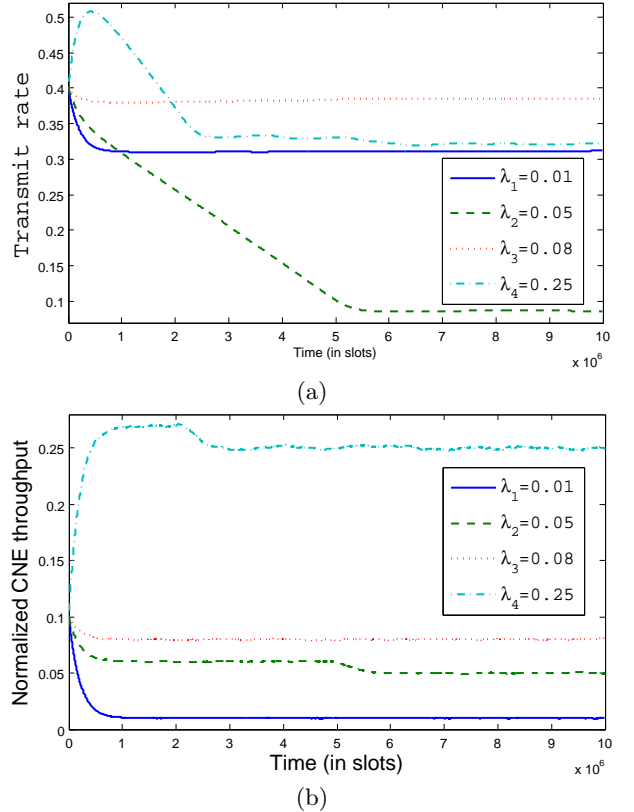 0.5
0.45
0.4
0.35
0.3
0.25
0.2
0.15
0.1
Transmit rate
λ1=0.01
λ2=0.05
λ3=0.08
λ4=0.25
0 1 2 3 4 5 6 7 8 9 10
Time (in slots)
x 10^6
(a)
0.25
0.2
0.15
0.1
0.05
0
Normalized CNE throughput
λ1=0.01
λ2=0.05
λ3=0.08
λ4=0.25
0 1 2 3 4 5 6 7 8 9 10
Time (in slots)
x 10^6
(b)